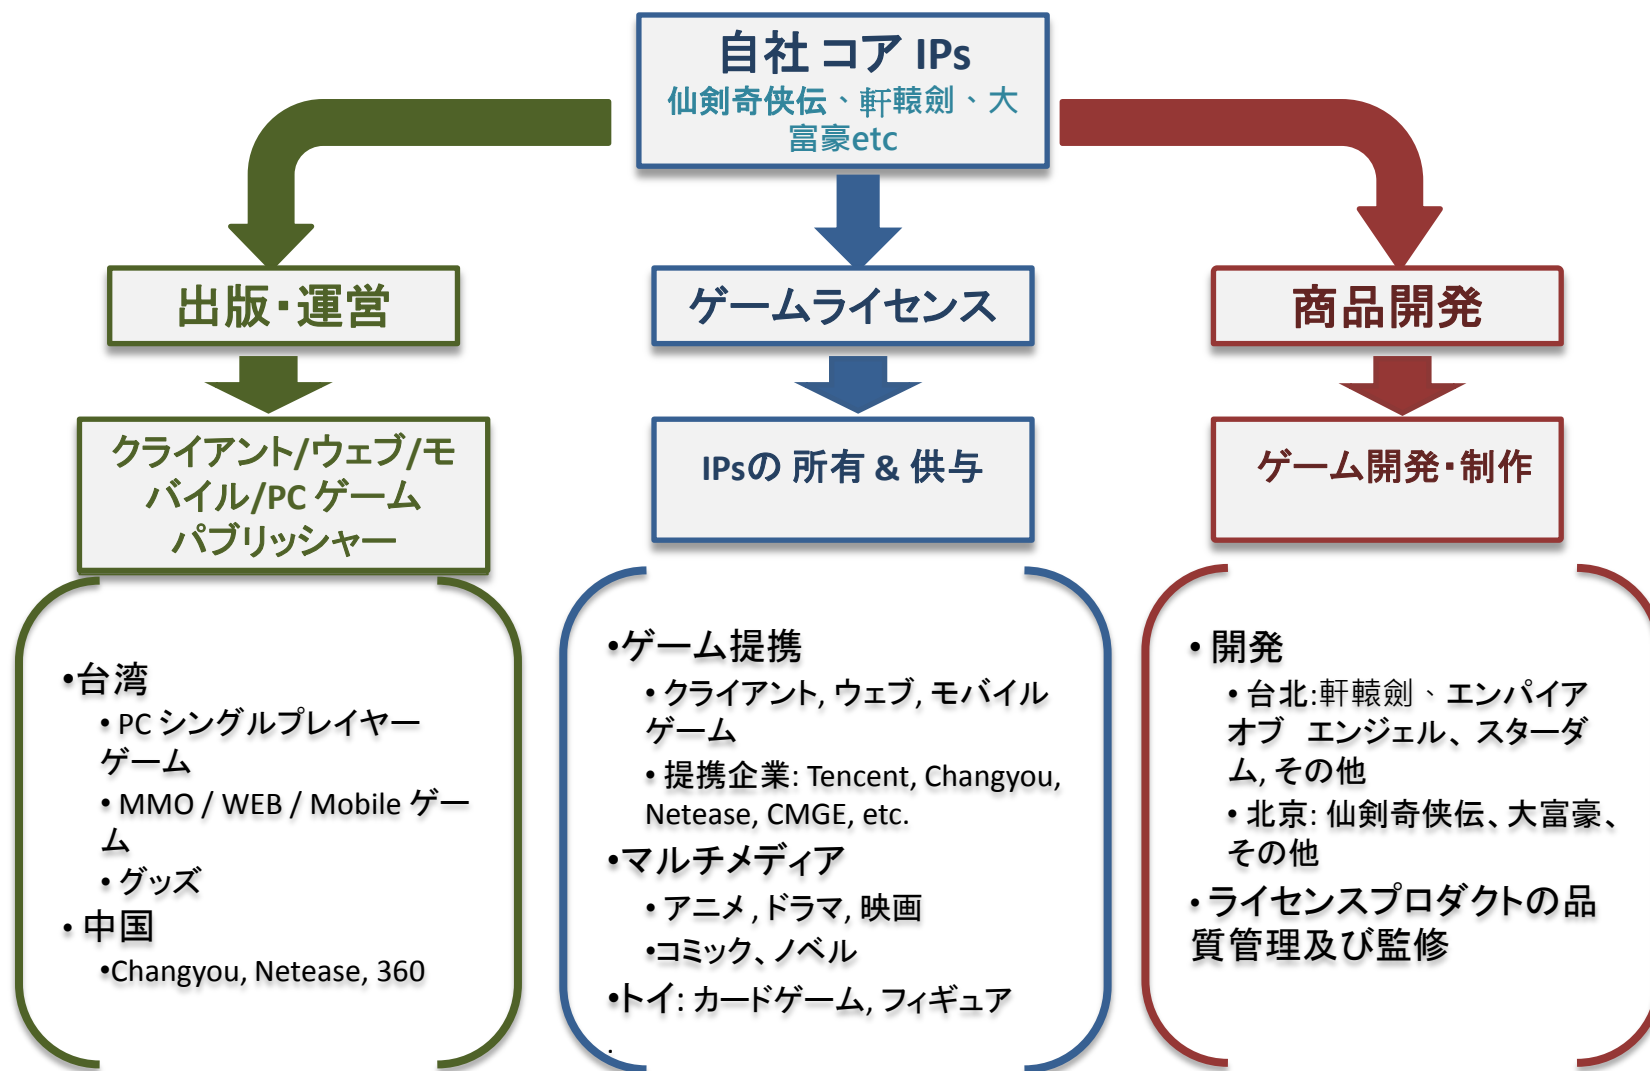 自社 コア IPs
仙剣奇侠伝、軒轅劍、大
富豪etc
出版・運営
クライアント/ウェブ/モ
バイル/PC ゲーム
パブリッシャー
•台湾
• PC シングルプレイヤー
ゲーム
• MMO / WEB / Mobile ゲー
ム
• グッズ
• 中国
•Changyou, Netease, 360
ゲームライセンス
IPsの 所有 & 供与
•ゲーム提携
• クライアント, ウェブ, モバイル
ゲーム
• 提携企業: Tencent, Changyou,
Netease, CMGE, etc.
•マルチメディア
• アニメ, ドラマ, 映画
•コミック、ノベル
•トイ: カードゲーム, フィギュア
.
商品開発
ゲーム開発・制作
• 開発
• 台北:軒轅劍、エンパイア
オブ エンジェル、スターダ
ム, その他
• 北京: 仙剣奇侠伝、大富豪、
その他
• ライセンスプロダクトの品
質管理及び監修